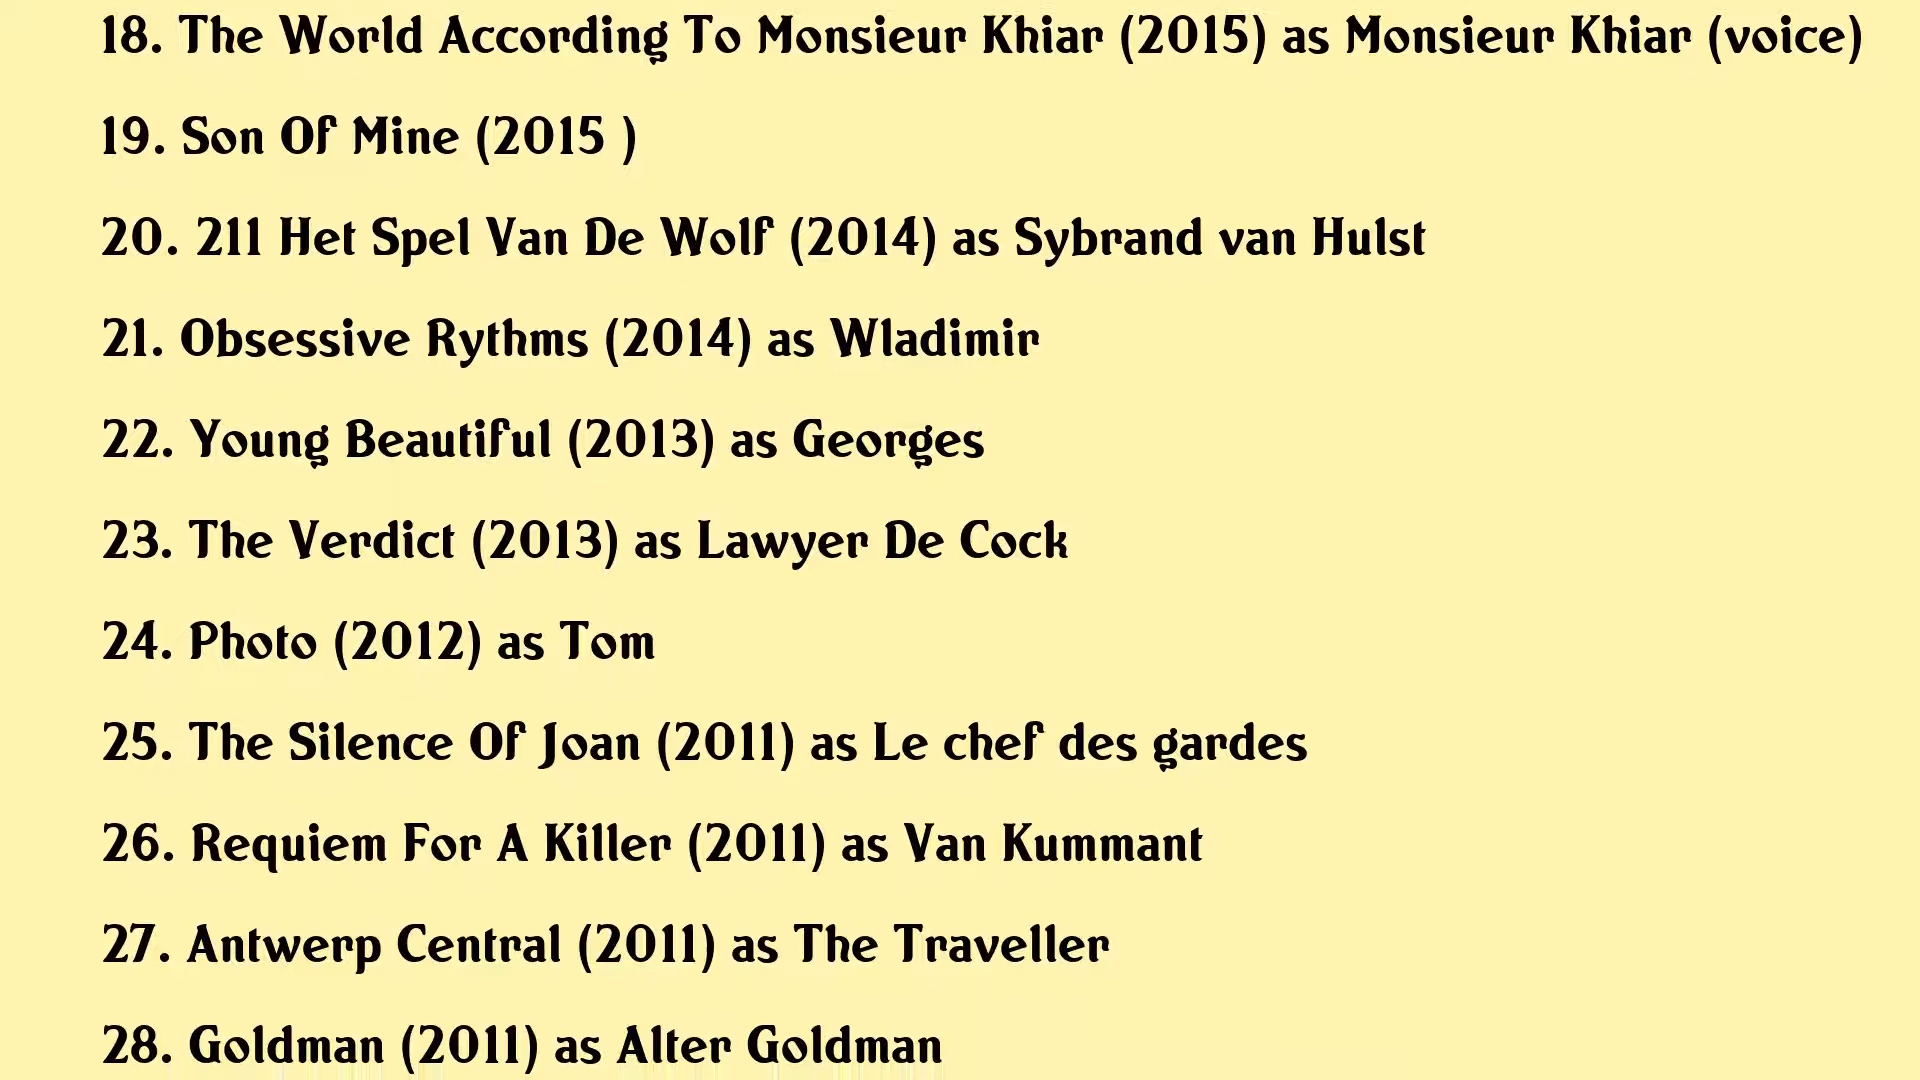 18. The World According To Monsieur Khiar (2015) as Monsieur Khiar (voice)
19. Son Of Mine (2015 )
20. 211 Het Spel Van De Wolf (2014) as Sybrand van Hulst
21. Obsessive Rythms (2014) as Wladimir
22. Young Beautiful (2013) as Georges
23. The Verdict (2013) as Lawyer De Cock
24. Photo (2012) as Tom
25. The Silence Of Joan (2011) as Le chef des gardes
26. Requiem For A Killer (2011) as Van Kummant
27. Antwerp Central (2011) as The Traveller
28. Goldman (2011) as Alter Goldman